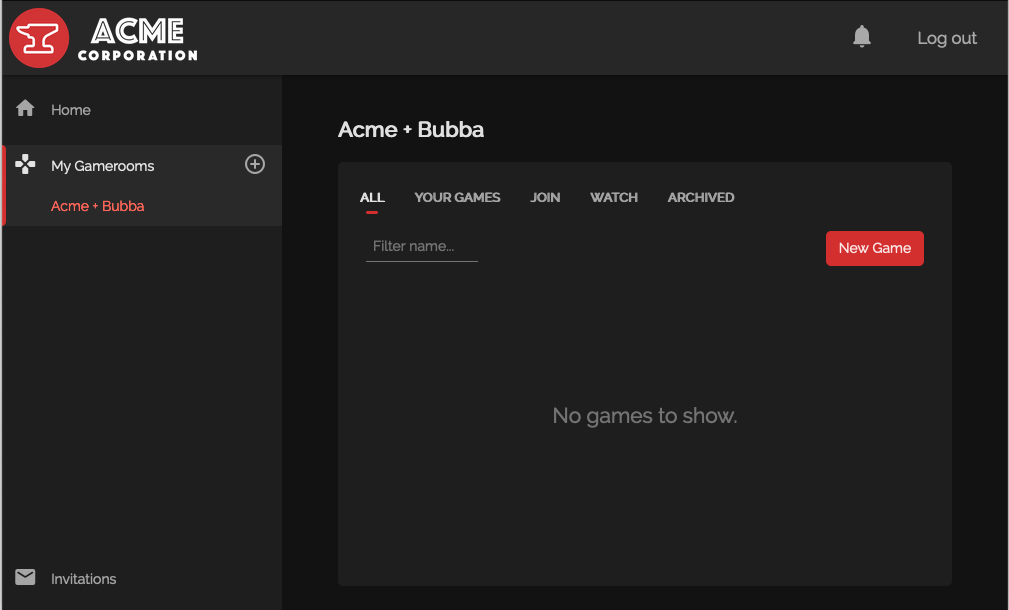 ACME
CORPORATION
Log out
Home
My Gamerooms
Acme + Bubba
Invitations
Acme + Bubba
ALL YOUR GAMES JOIN WATCH ARCHIVED
Filter name...
New Game
No games to show.